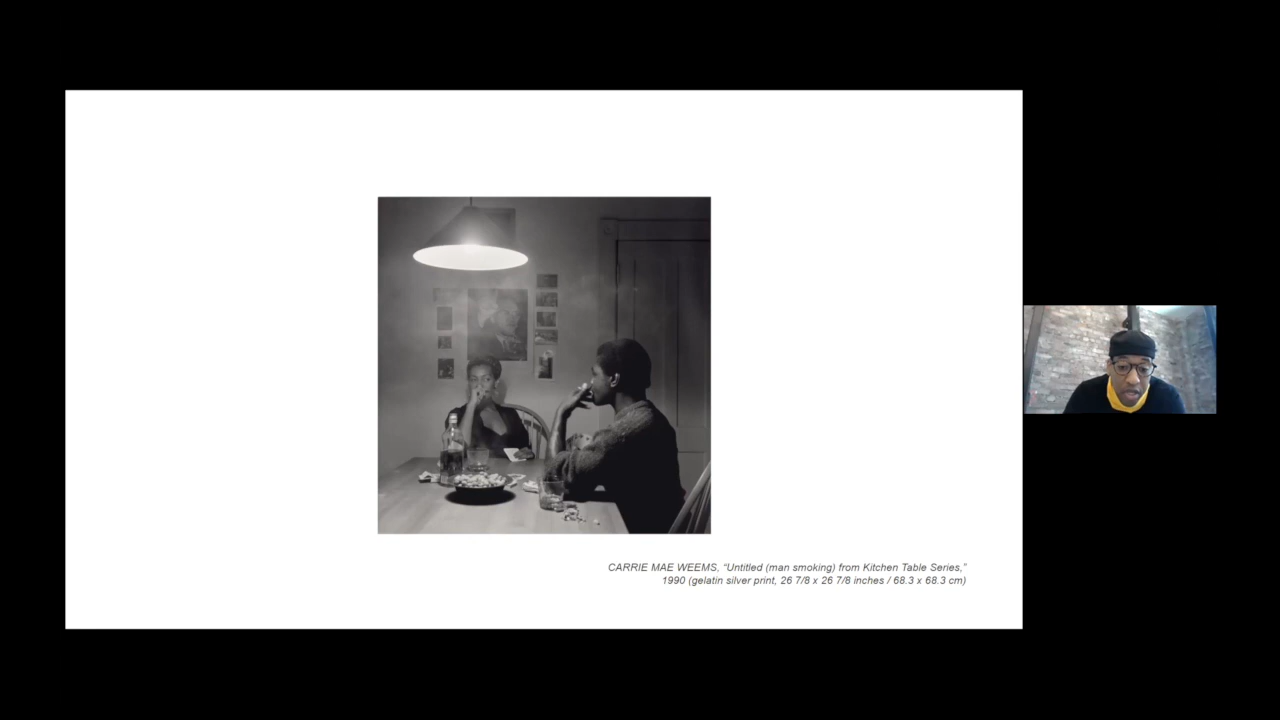 CARRIE MAE WEEMS, “Untitled (man smoking) from Kitchen Table Series,”
1990 (gelatin silver print, 26 7/8 x 26 7/8 inches / 68.3 x 68.3 cm)